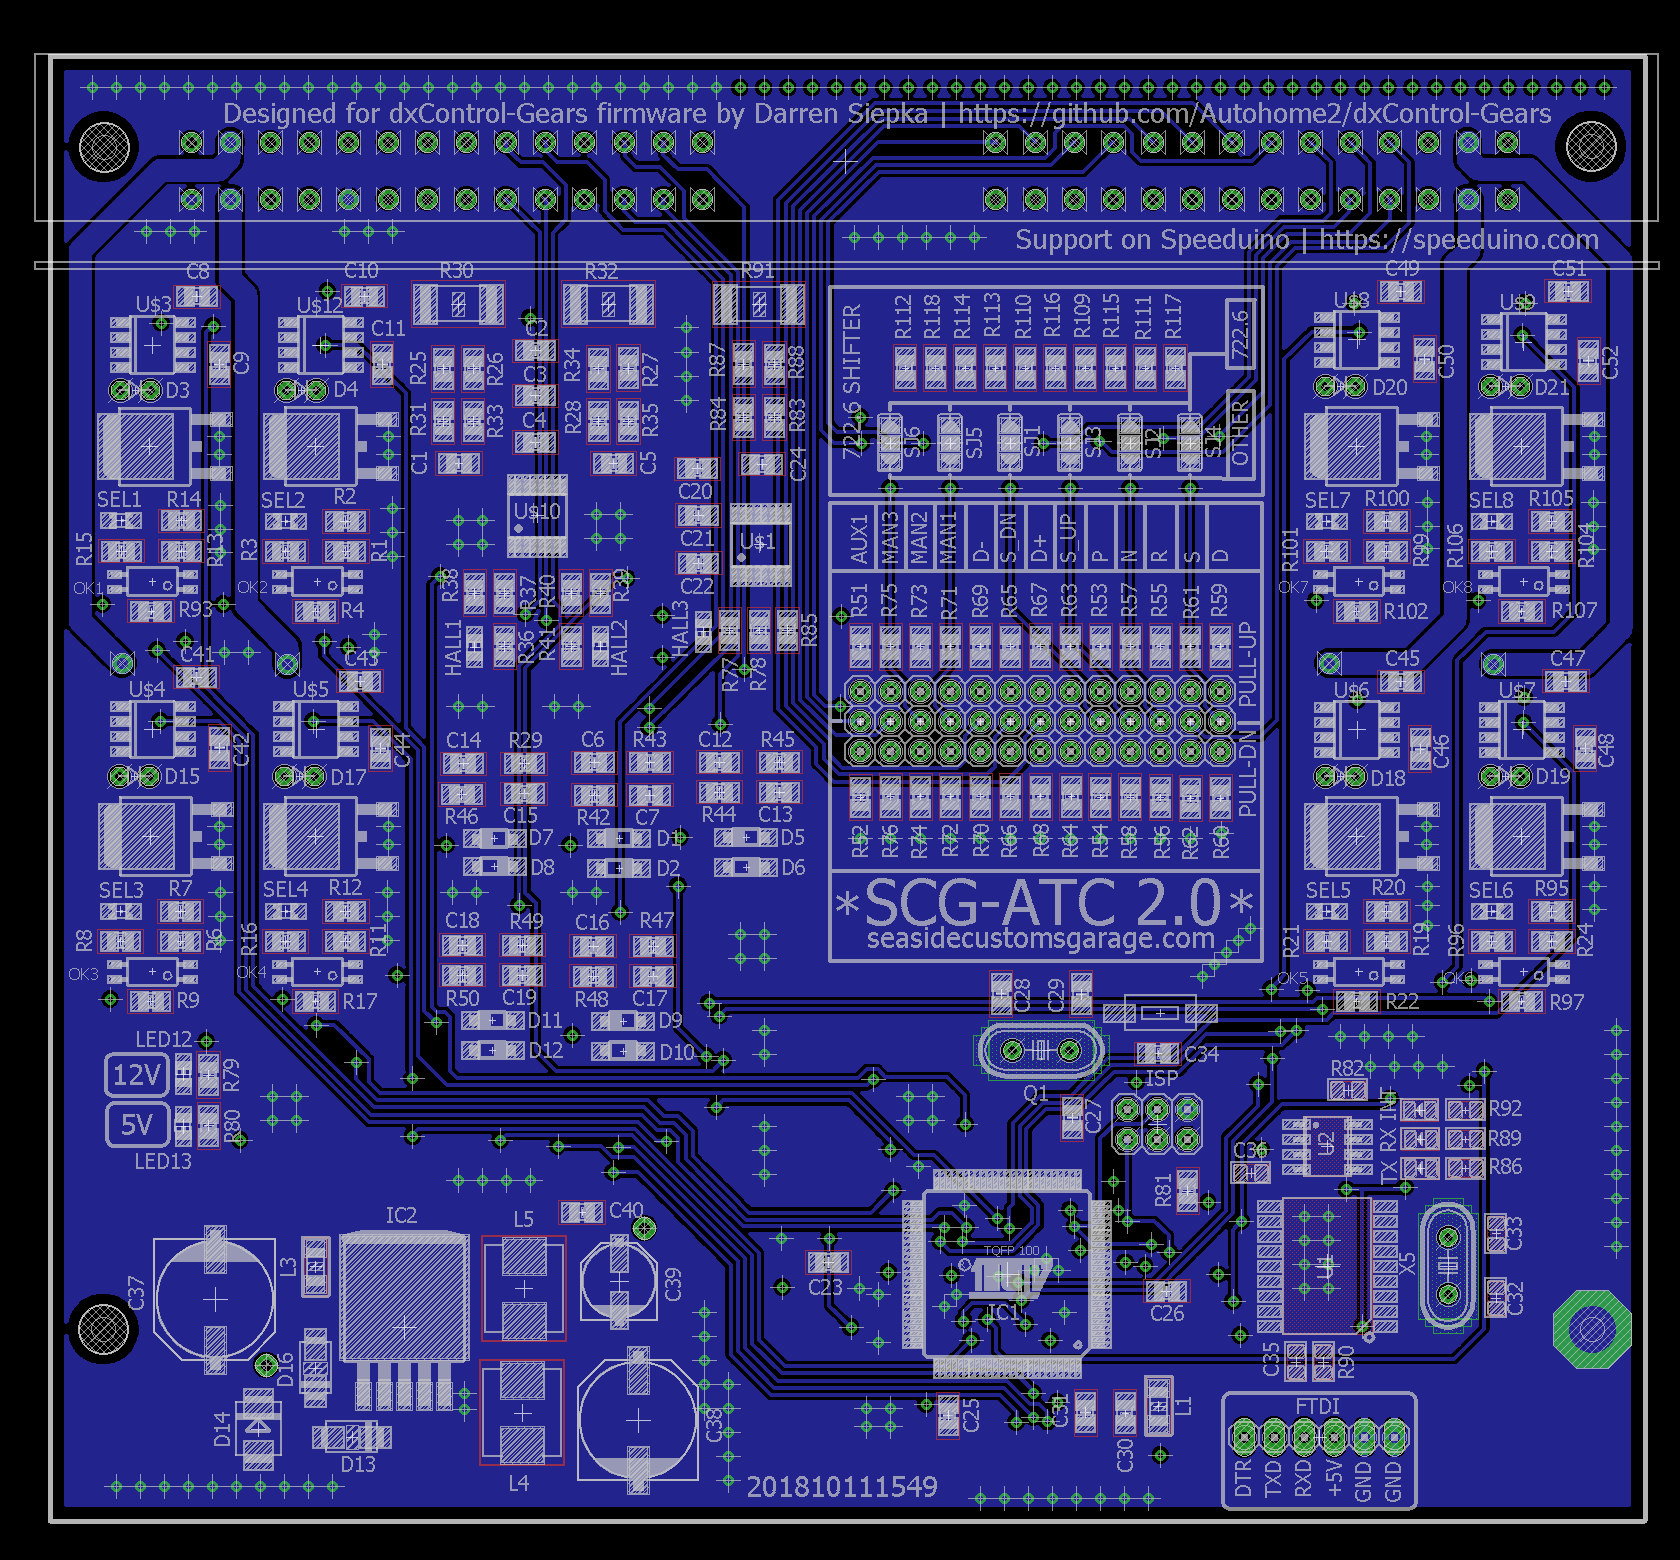 Designed for dxControl-Gears firmware by Darren Siepka | https://github.com/Autohome2/dxControl-Gears
Support on Speeduino | https://speeduino.com
C8 C10 R30 R32 R91 C49 C51
U$3 U$12 U$8 U$9
C9 C11 C2 C50 C52
R25 R26 R34 R27 R87 R88
C3
D3 D4 D20 D21
R31 R33 R28 R35 R84 R83
C4
C1 C5 C20 C24
722.6 SHIFTER
R112 R118 R114 R113 R110 R116 R109 R115 R111 R117
722.6
OTHER
SJ6 SJ5 SJ1 SJ3 SJ2 SJ4
SEL1 SEL2 SEL7 SEL8
R14 R2 R100 R105
U$10 U$1
C21
C22
R15 R13 R3 R1 R101 R99 R106 R104
OK1 OK2 OK7 OK8
R93 R4 R102 R107
AUX1 MAN3 MAN2 MAN1 D- S_DN D+ S_UP P N R S D
R38 R37 R40 R39
R51 R75 R73 R71 R69 R65 R67 R63 R53 R57 R55 R61 R59
HALL1 R36 R41 HALL2 HALL3 R77 R78 R85
PULL-UP
PULL-DN
C41 C43 C45 C47
U$4 U$5 U$6 U$7
C42 C44 C46 C48
D15 D17 D18 D19
C14 R29 C6 R43 C12 R45
R46 C15 R42 C7 R44 C13
D7 D1 D5
D8 D2 D6
R52 R76 R74 R72 R70 R66 R68 R64 R54 R58 R56 R62 R60
*SCG-ATC 2.0*
seasidecustomsgarage.com
SEL3 SEL4 SEL5 SEL6
R7 R12 R20 R95
R8 R6 R16 R11 R21 R19 R96 R24
OK3 OK4 OK5 OK6
R9 R17 R22 R97
C18 R49 C16 R47
R50 C19 R48 C17
D11 D9
D12 D10
C28 C29
C34
Q1
ISP
C27
LED12
12V R79
5V R80
LED13
R82
R92
R89
R86
TX RX INT
R81
IC2
L5
C40
C37
L3
C39
C23
TQFP 100
IC1
C26
X5
C33
C32
C35 R90
D16
D14
D13
L4
C38
C25 C31 C30 L1
201810111549
FTDI
DTR TXD RXD +5V GND GND